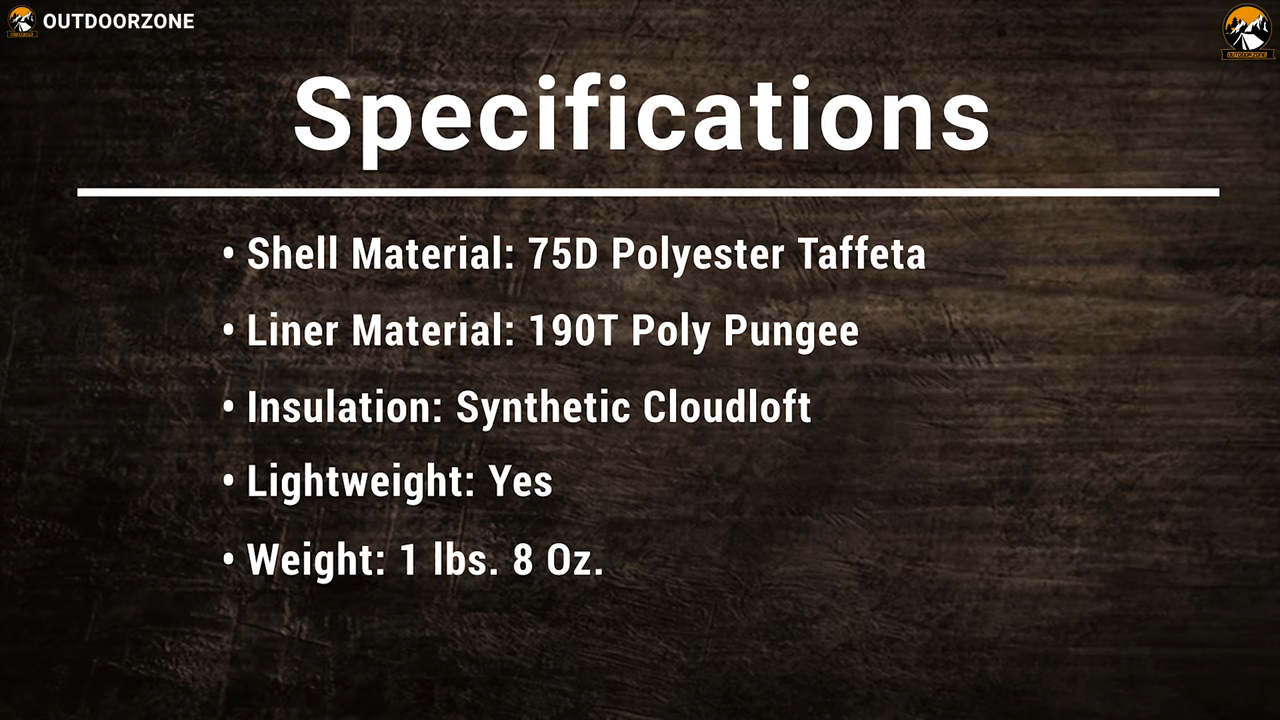 OUTDOORZONE
OUTDOORZONE
Specifications
• Shell Material: 75D Polyester Taffeta
• Liner Material: 190T Poly Pungee
• Insulation: Synthetic Cloudloft
• Lightweight: Yes
• Weight: 1 lbs. 8 Oz.